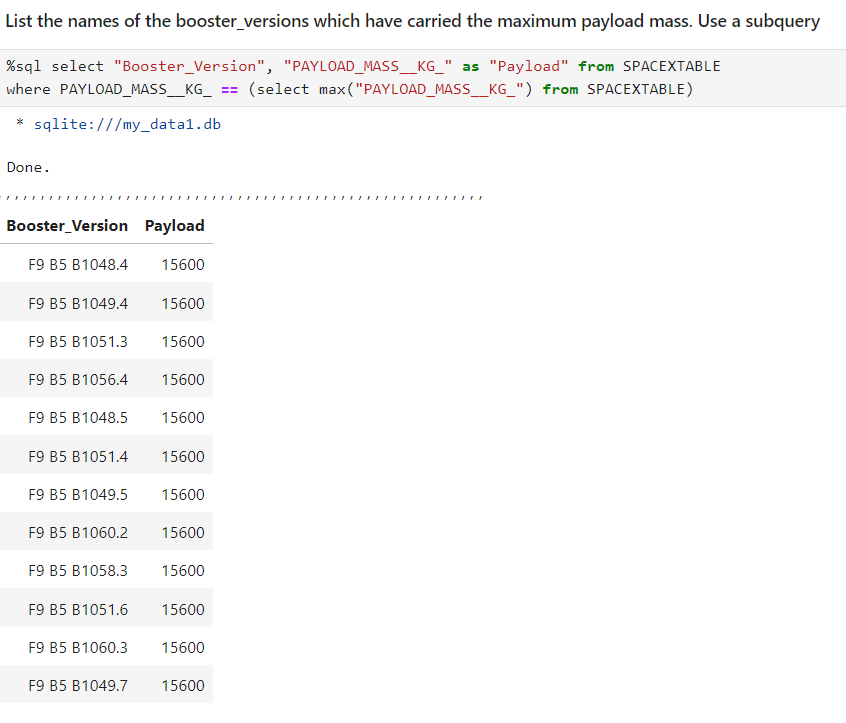 List the names of the booster_versions which have carried the maximum payload mass. Use a subquery
%sql select "Booster_Version", "PAYLOAD_MASS__KG_" as "Payload" from SPACEXTABLE
where PAYLOAD_MASS__KG_ == (select max("PAYLOAD_MASS__KG_") from SPACEXTABLE)
* sqlite:///my_data1.db
Done.
Booster_Version Payload
F9 B5 B1048.4 15600
F9 B5 B1049.4 15600
F9 B5 B1051.3 15600
F9 B5 B1056.4 15600
F9 B5 B1048.5 15600
F9 B5 B1051.4 15600
F9 B5 B1049.5 15600
F9 B5 B1060.2 15600
F9 B5 B1058.3 15600
F9 B5 B1051.6 15600
F9 B5 B1060.3 15600
F9 B5 B1049.7 15600